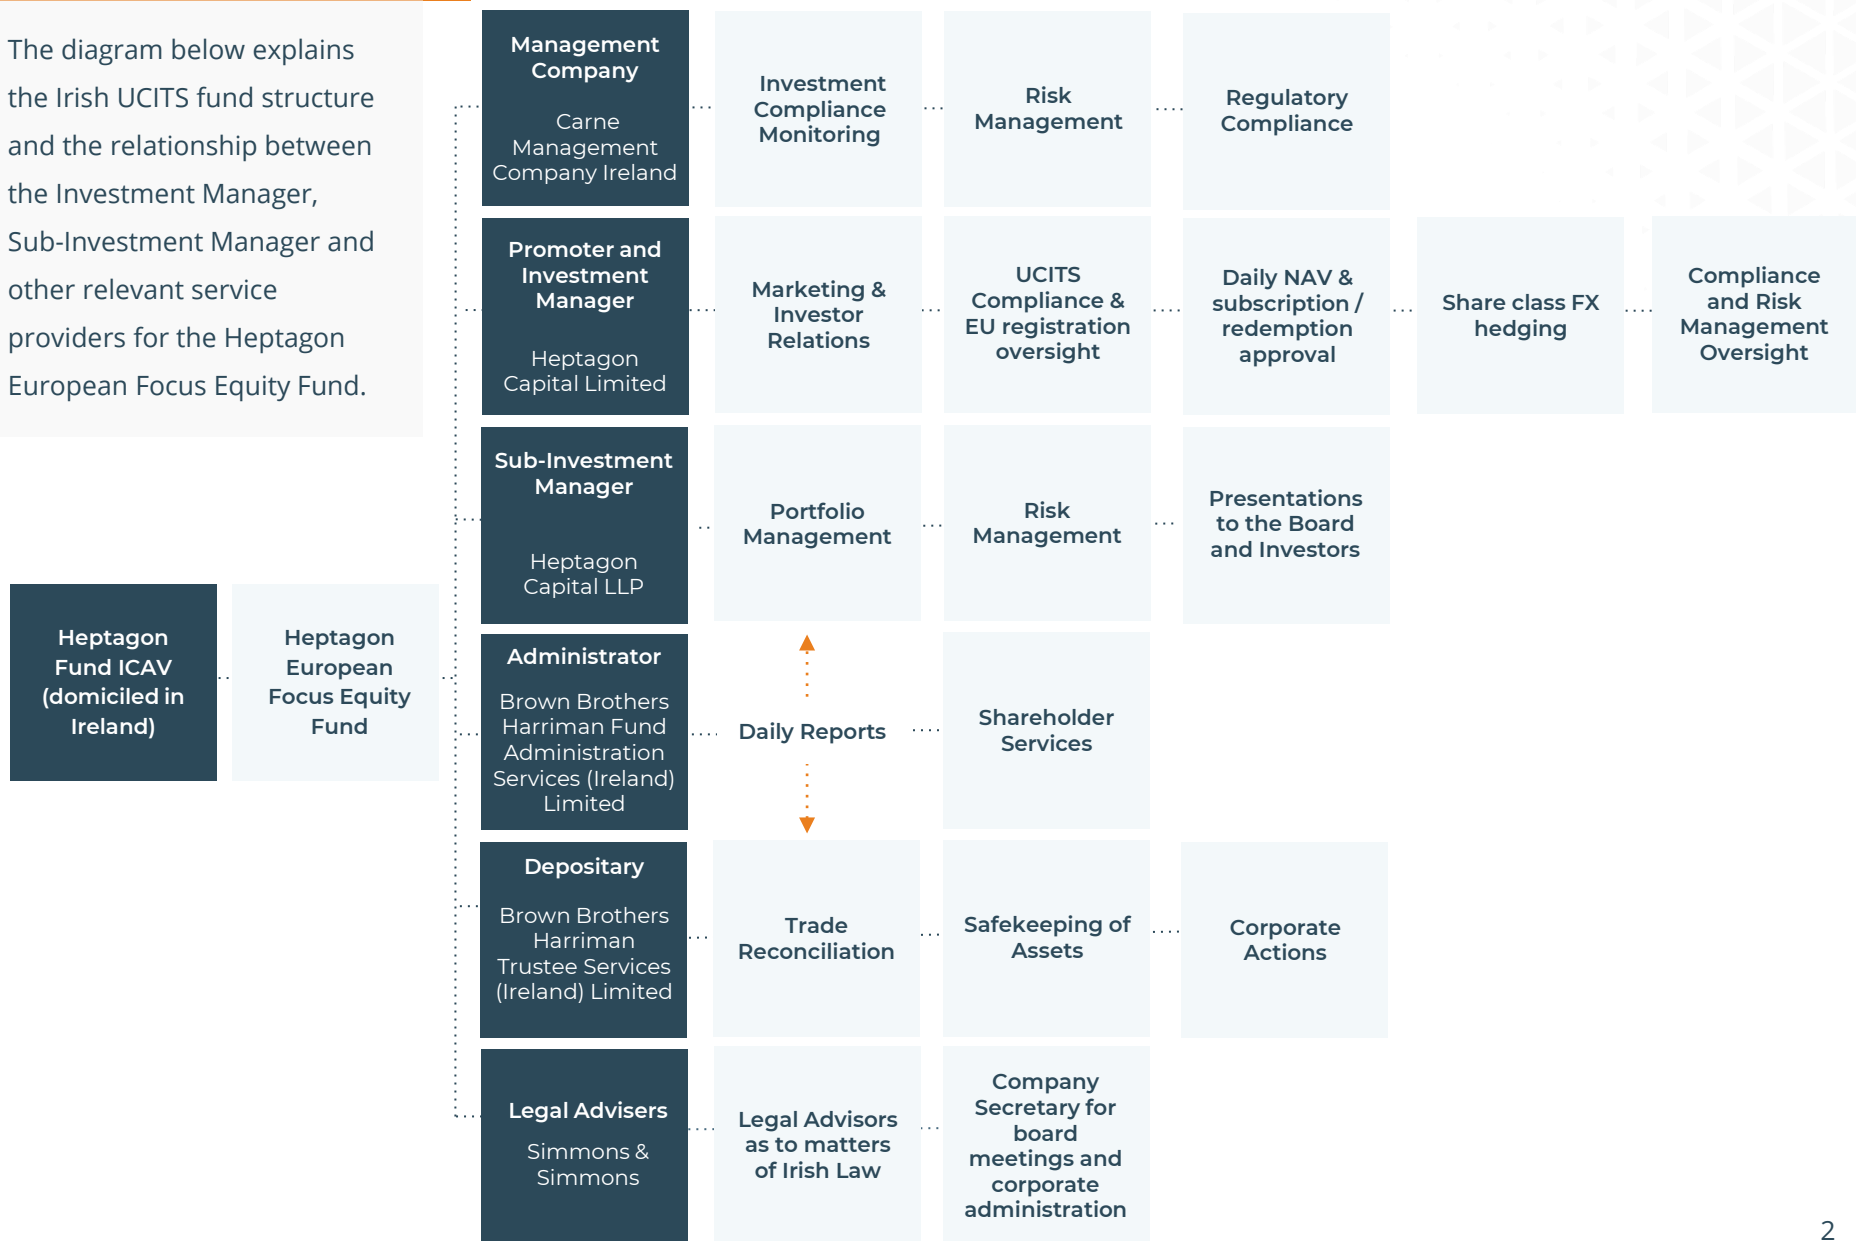 The diagram below explains
the Irish UCITS fund structure
and the relationship between
the Investment Manager,
Sub-Investment Manager and
other relevant service
providers for the Heptagon
European Focus Equity Fund.
Heptagon
Fund ICAV
(domiciled in
Ireland)
Heptagon
European
Focus Equity
Fund
Management
Company
Carne
Management
Company Ireland
Investment
Compliance
Monitoring
Risk
Management
Regulatory
Compliance
Promoter and
Investment
Manager
Heptagon
Capital Limited
Marketing &
Investor
Relations
UCITS
Compliance &
EU registration
oversight
Daily NAV &
subscription /
redemption
approval
Share class FX
hedging
Compliance
and Risk
Management
Oversight
Sub-Investment
Manager
Heptagon
Capital LLP
Portfolio
Management
Risk
Management
Presentations
to the Board
and Investors
Administrator
Brown Brothers
Harriman Fund
Administration
Services (Ireland)
Limited
Daily Reports
Shareholder
Services
Depositary
Brown Brothers
Harriman
Trustee Services
(Ireland) Limited
Trade
Reconciliation
Safekeeping of
Assets
Corporate
Actions
Legal Advisers
Simmons &
Simmons
Legal Advisors
as to matters
of Irish Law
Company
Secretary for
board
meetings and
corporate
administration
2